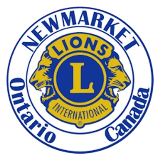 NEWMARKET
LIONS
L
INTERNATIONAL
Ontario Canada